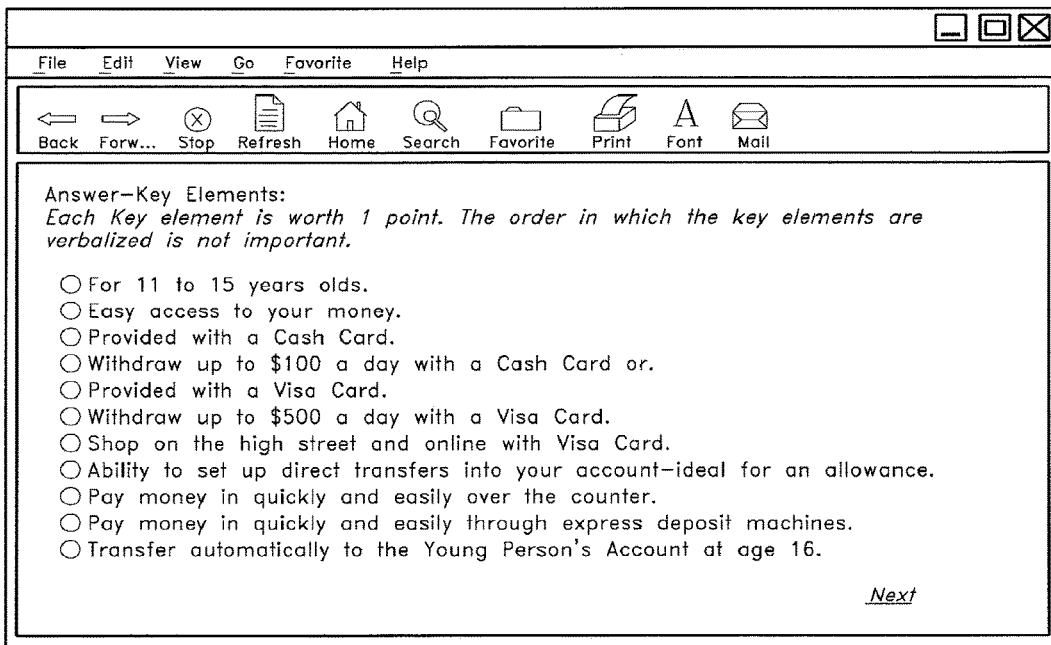 File Edit View Go Favorite Help
Back Forw... Stop Refresh Home Search Favorite Print Font Mail
Answer-Key Elements:
Each Key element is worth 1 point. The order in which the key elements are
verbalized is not important.
For 11 to 15 years olds.
Easy access to your money.
Provided with a Cash Card.
Withdraw up to $100 a day with a Cash Card or.
Provided with a Visa Card.
Withdraw up to $500 a day with a Visa Card.
Shop on the high street and online with Visa Card.
Ability to set up direct transfers into your account-ideal for an allowance.
Pay money in quickly and easily over the counter.
Pay money in quickly and easily through express deposit machines.
Transfer automatically to the Young Person's Account at age 16.
Next